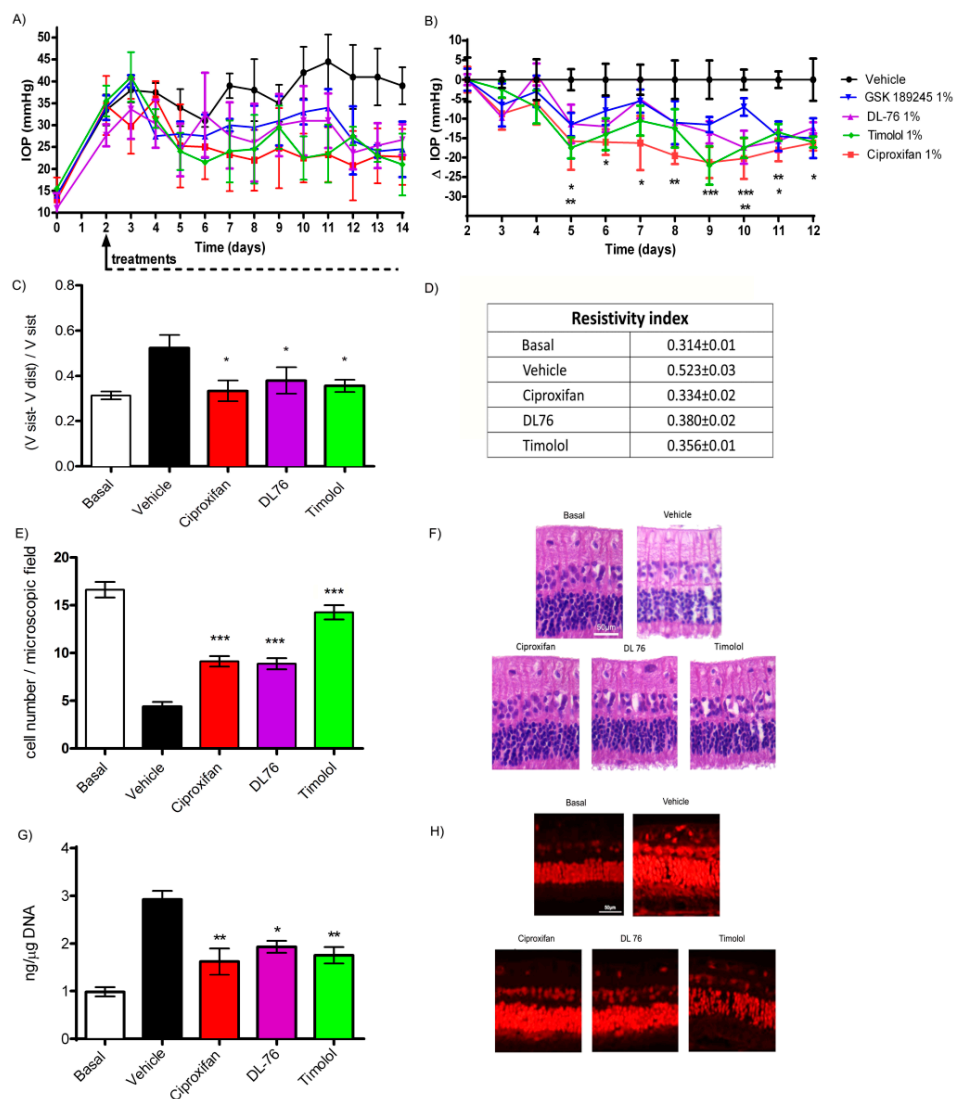 A)
IOP (mmHg)
50
45
40
35
30
25
20
15
10
0 1 2 3 4 5 6 7 8 9 10 11 12 13 14
Time (days)
treatments
B)
Δ IOP (mmHg)
10
5
0
-5
-10
-15
-20
-25
-30
* * * ** *** *** ** *
** ** *
2 3 4 5 6 7 8 9 10 11 12
Time (days)
Vehicle
GSK 189245 1%
DL-76 1%
Timolol 1%
Ciproxifan 1%
C)
(V sist- V dist) / V sist
0.8
0.6
0.4
0.2
0.0
* * *
Basal Vehicle Ciproxifan DL76 Timolol
D)
Resistivity index
Basal 0.314±0.01
Vehicle 0.523±0.03
Ciproxifan 0.334±0.02
DL76 0.380±0.02
Timolol 0.356±0.01
E)
cell number / microscopic field
20
15
10
5
0
*** *** ***
Basal Vehicle Ciproxifan DL76 Timolol
F)
Basal Vehicle
50µm
Ciproxifan DL 76 Timolol
G)
ng/µg DNA
4
3
2
1
0
** * **
Basal Vehicle Ciproxifan DL-76 Timolol
H)
Basal Vehicle
50µm
Ciproxifan DL 76 Timolol